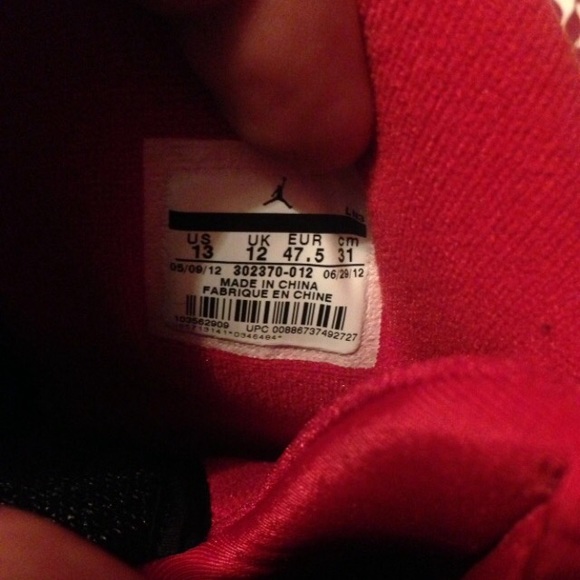 US UK EUR cm
13 12 47.5 31
05/09/12 302370-012 06/29/12
MADE IN CHINA
FABRIQUE EN CHINE
103562909 UPC 00886737492727